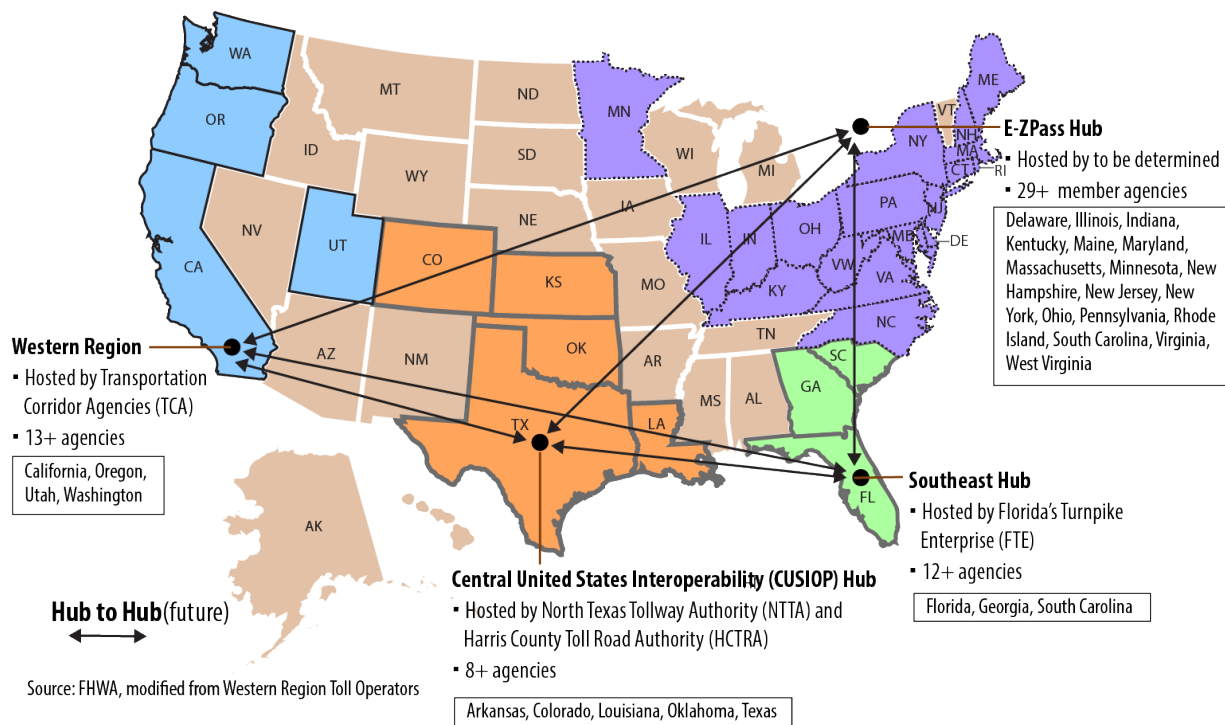 WA
OR
CA
NV
ID
MT
WY
UT
AZ
CO
NM
ND
SD
NE
KS
OK
TX
MN
IA
MO
AR
LA
WI
IL
MI
IN
OH
KY
TN
MS
AL
GA
SC
NC
FL
VW
VA
MD
DE
PA
NJ
NY
CT
RI
MA
NH
VT
ME
AK
E-ZPass Hub
▪ Hosted by to be determined
▪ 29+ member agencies
Delaware, Illinois, Indiana,
Kentucky, Maine, Maryland,
Massachusetts, Minnesota, New
Hampshire, New Jersey, New
York, Ohio, Pennsylvania, Rhode
Island, South Carolina, Virginia,
West Virginia
Western Region
▪ Hosted by Transportation
Corridor Agencies (TCA)
▪ 13+ agencies
California, Oregon,
Utah, Washington
Southeast Hub
▪ Hosted by Florida's Turnpike
Enterprise (FTE)
▪ 12+ agencies
Florida, Georgia, South Carolina
Central United States Interoperability (CUSIOP) Hub
▪ Hosted by North Texas Tollway Authority (NTTA) and
Harris County Toll Road Authority (HCTRA)
▪ 8+ agencies
Arkansas, Colorado, Louisiana, Oklahoma, Texas
Hub to Hub(future)
Source: FHWA, modified from Western Region Toll Operators